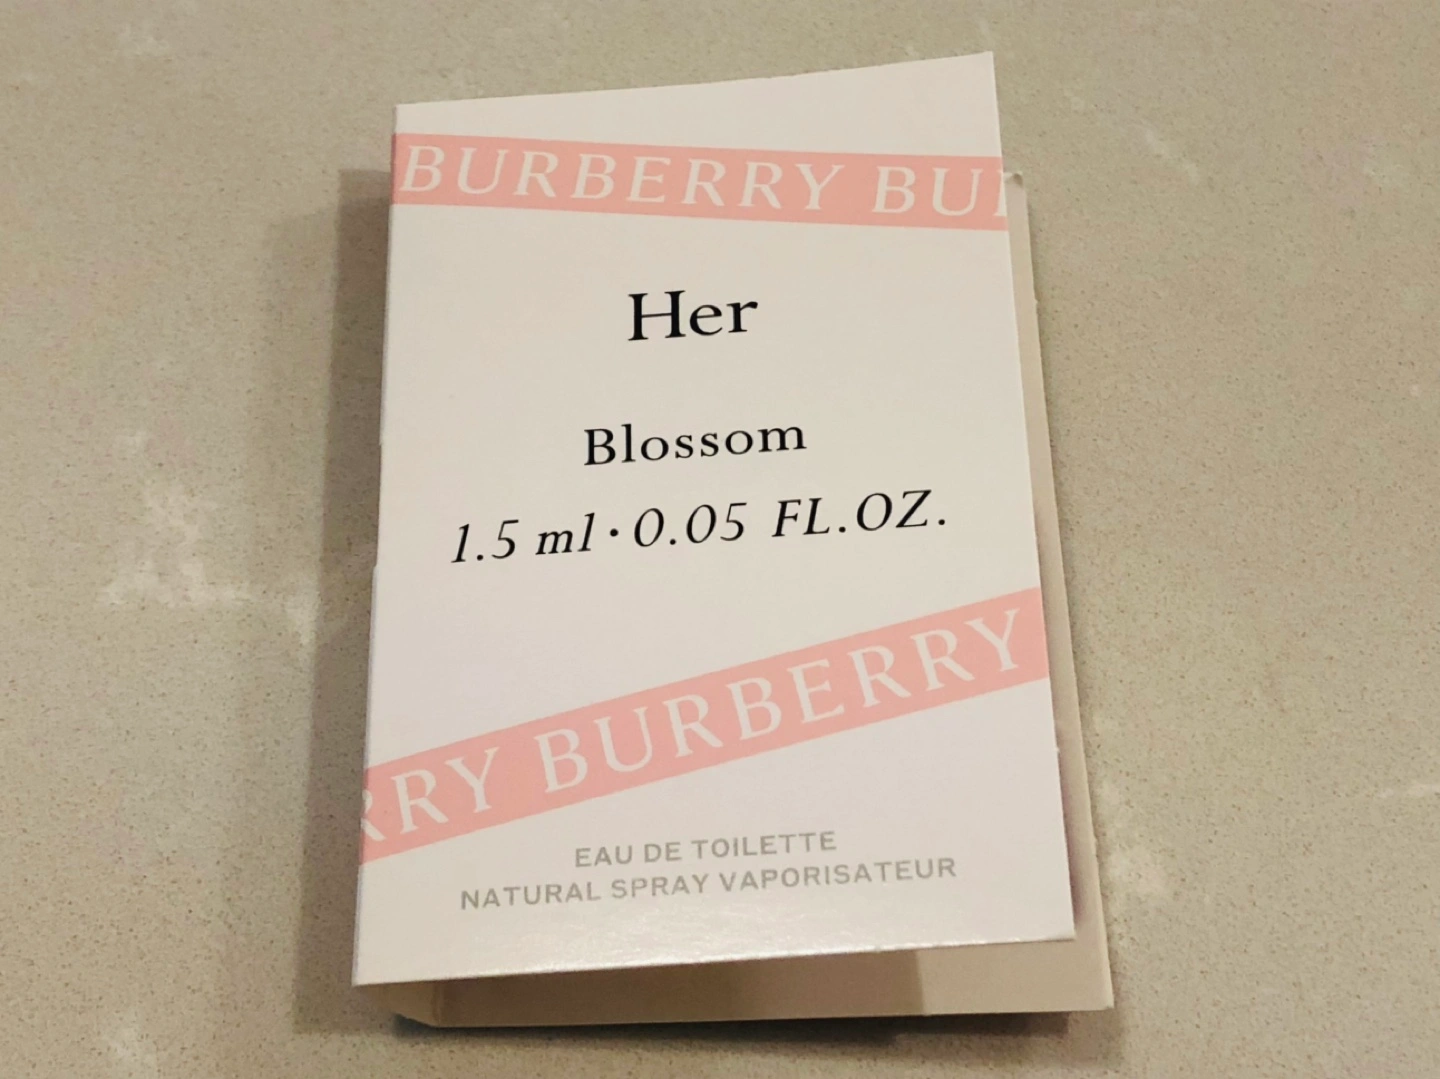 BURBERRY BU
Her
Blossom
1.5 ml·0.05 FL.OZ.
RRY BURBERRY
EAU DE TOILETTE
NATURAL SPRAY VAPORISATEUR